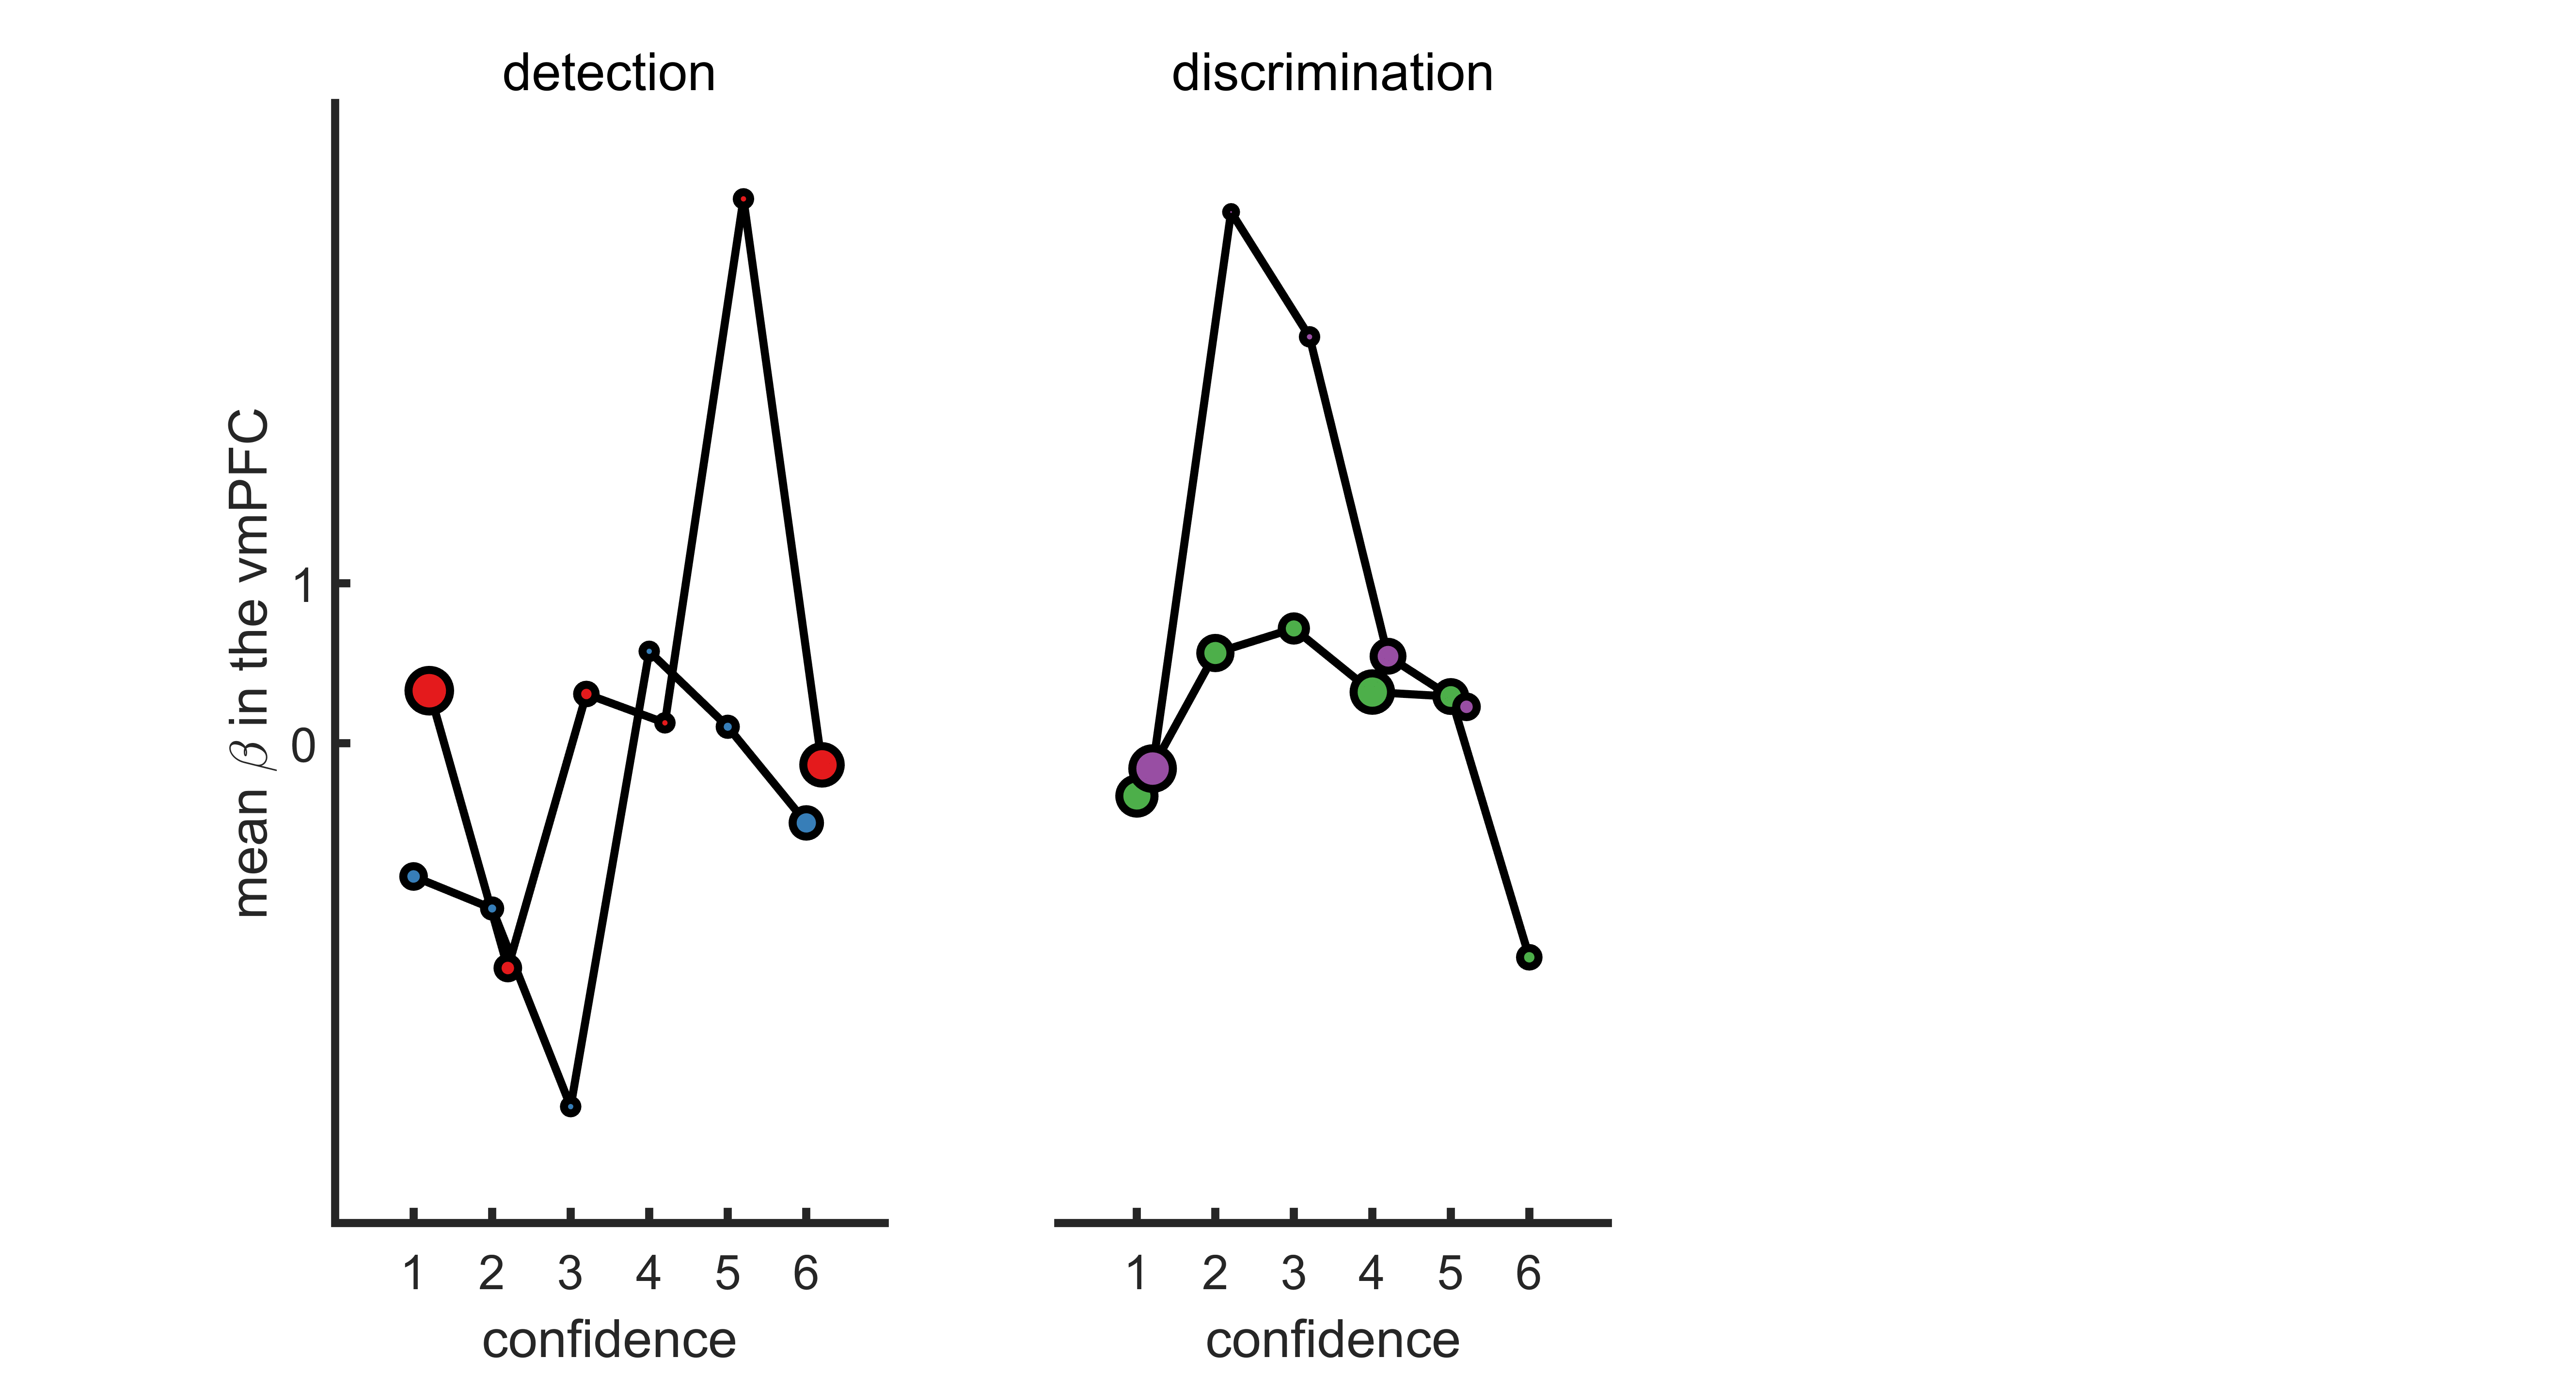 detection
discrimination
mean β in the vmPFC
1
0
1 2 3 4 5 6
1 2 3 4 5 6
confidence
confidence